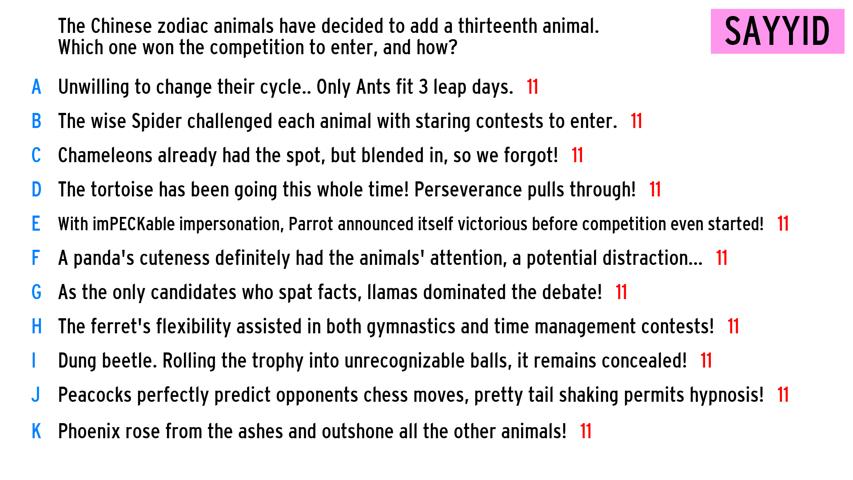 The Chinese zodiac animals have decided to add a thirteenth animal.
Which one won the competition to enter, and how?
SAYYID
A Unwilling to change their cycle.. Only Ants fit 3 leap days. 11
B The wise Spider challenged each animal with staring contests to enter. 11
C Chameleons already had the spot, but blended in, so we forgot! 11
D The tortoise has been going this whole time! Perseverance pulls through! 11
E With imPECKable impersonation, Parrot announced itself victorious before competition even started! 11
F A panda's cuteness definitely had the animals' attention, a potential distraction... 11
G As the only candidates who spat facts, llamas dominated the debate! 11
H The ferret's flexibility assisted in both gymnastics and time management contests! 11
I Dung beetle. Rolling the trophy into unrecognizable balls, it remains concealed! 11
J Peacocks perfectly predict opponents chess moves, pretty tail shaking permits hypnosis! 11
K Phoenix rose from the ashes and outshone all the other animals! 11